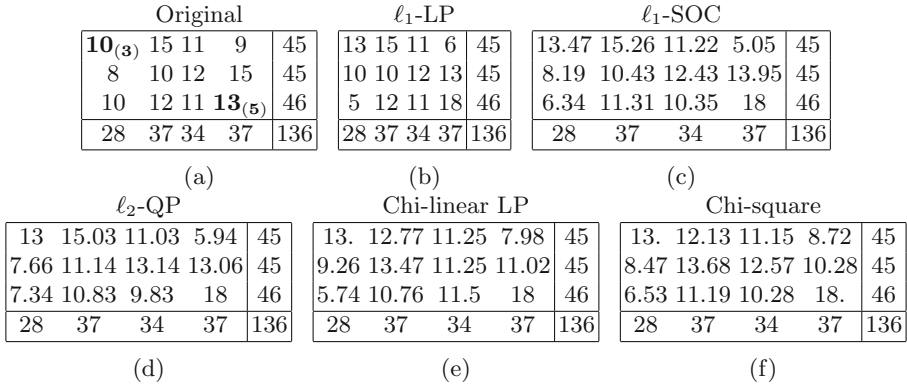 Original ℓ₁-LP ℓ₁-SOC
10(3) 15 11 9 45 13 15 11 6 45 13.47 15.26 11.22 5.05 45
8 10 12 15 45 10 10 12 13 45 8.19 10.43 12.43 13.95 45
10 12 11 13(5) 46 5 12 11 18 46 6.34 11.31 10.35 18 46
28 37 34 37 136 28 37 34 37 136 28 37 34 37 136
(a) (b) (c)
ℓ₂-QP Chi-linear LP Chi-square
13 15.03 11.03 5.94 45 13. 12.77 11.25 7.98 45 13. 12.13 11.15 8.72 45
7.66 11.14 13.14 13.06 45 9.26 13.47 11.25 11.02 45 8.47 13.68 12.57 10.28 45
7.34 10.83 9.83 18 46 5.74 10.76 11.5 18 46 6.53 11.19 10.28 18. 46
28 37 34 37 136 28 37 34 37 136 28 37 34 37 136
(d) (e) (f)